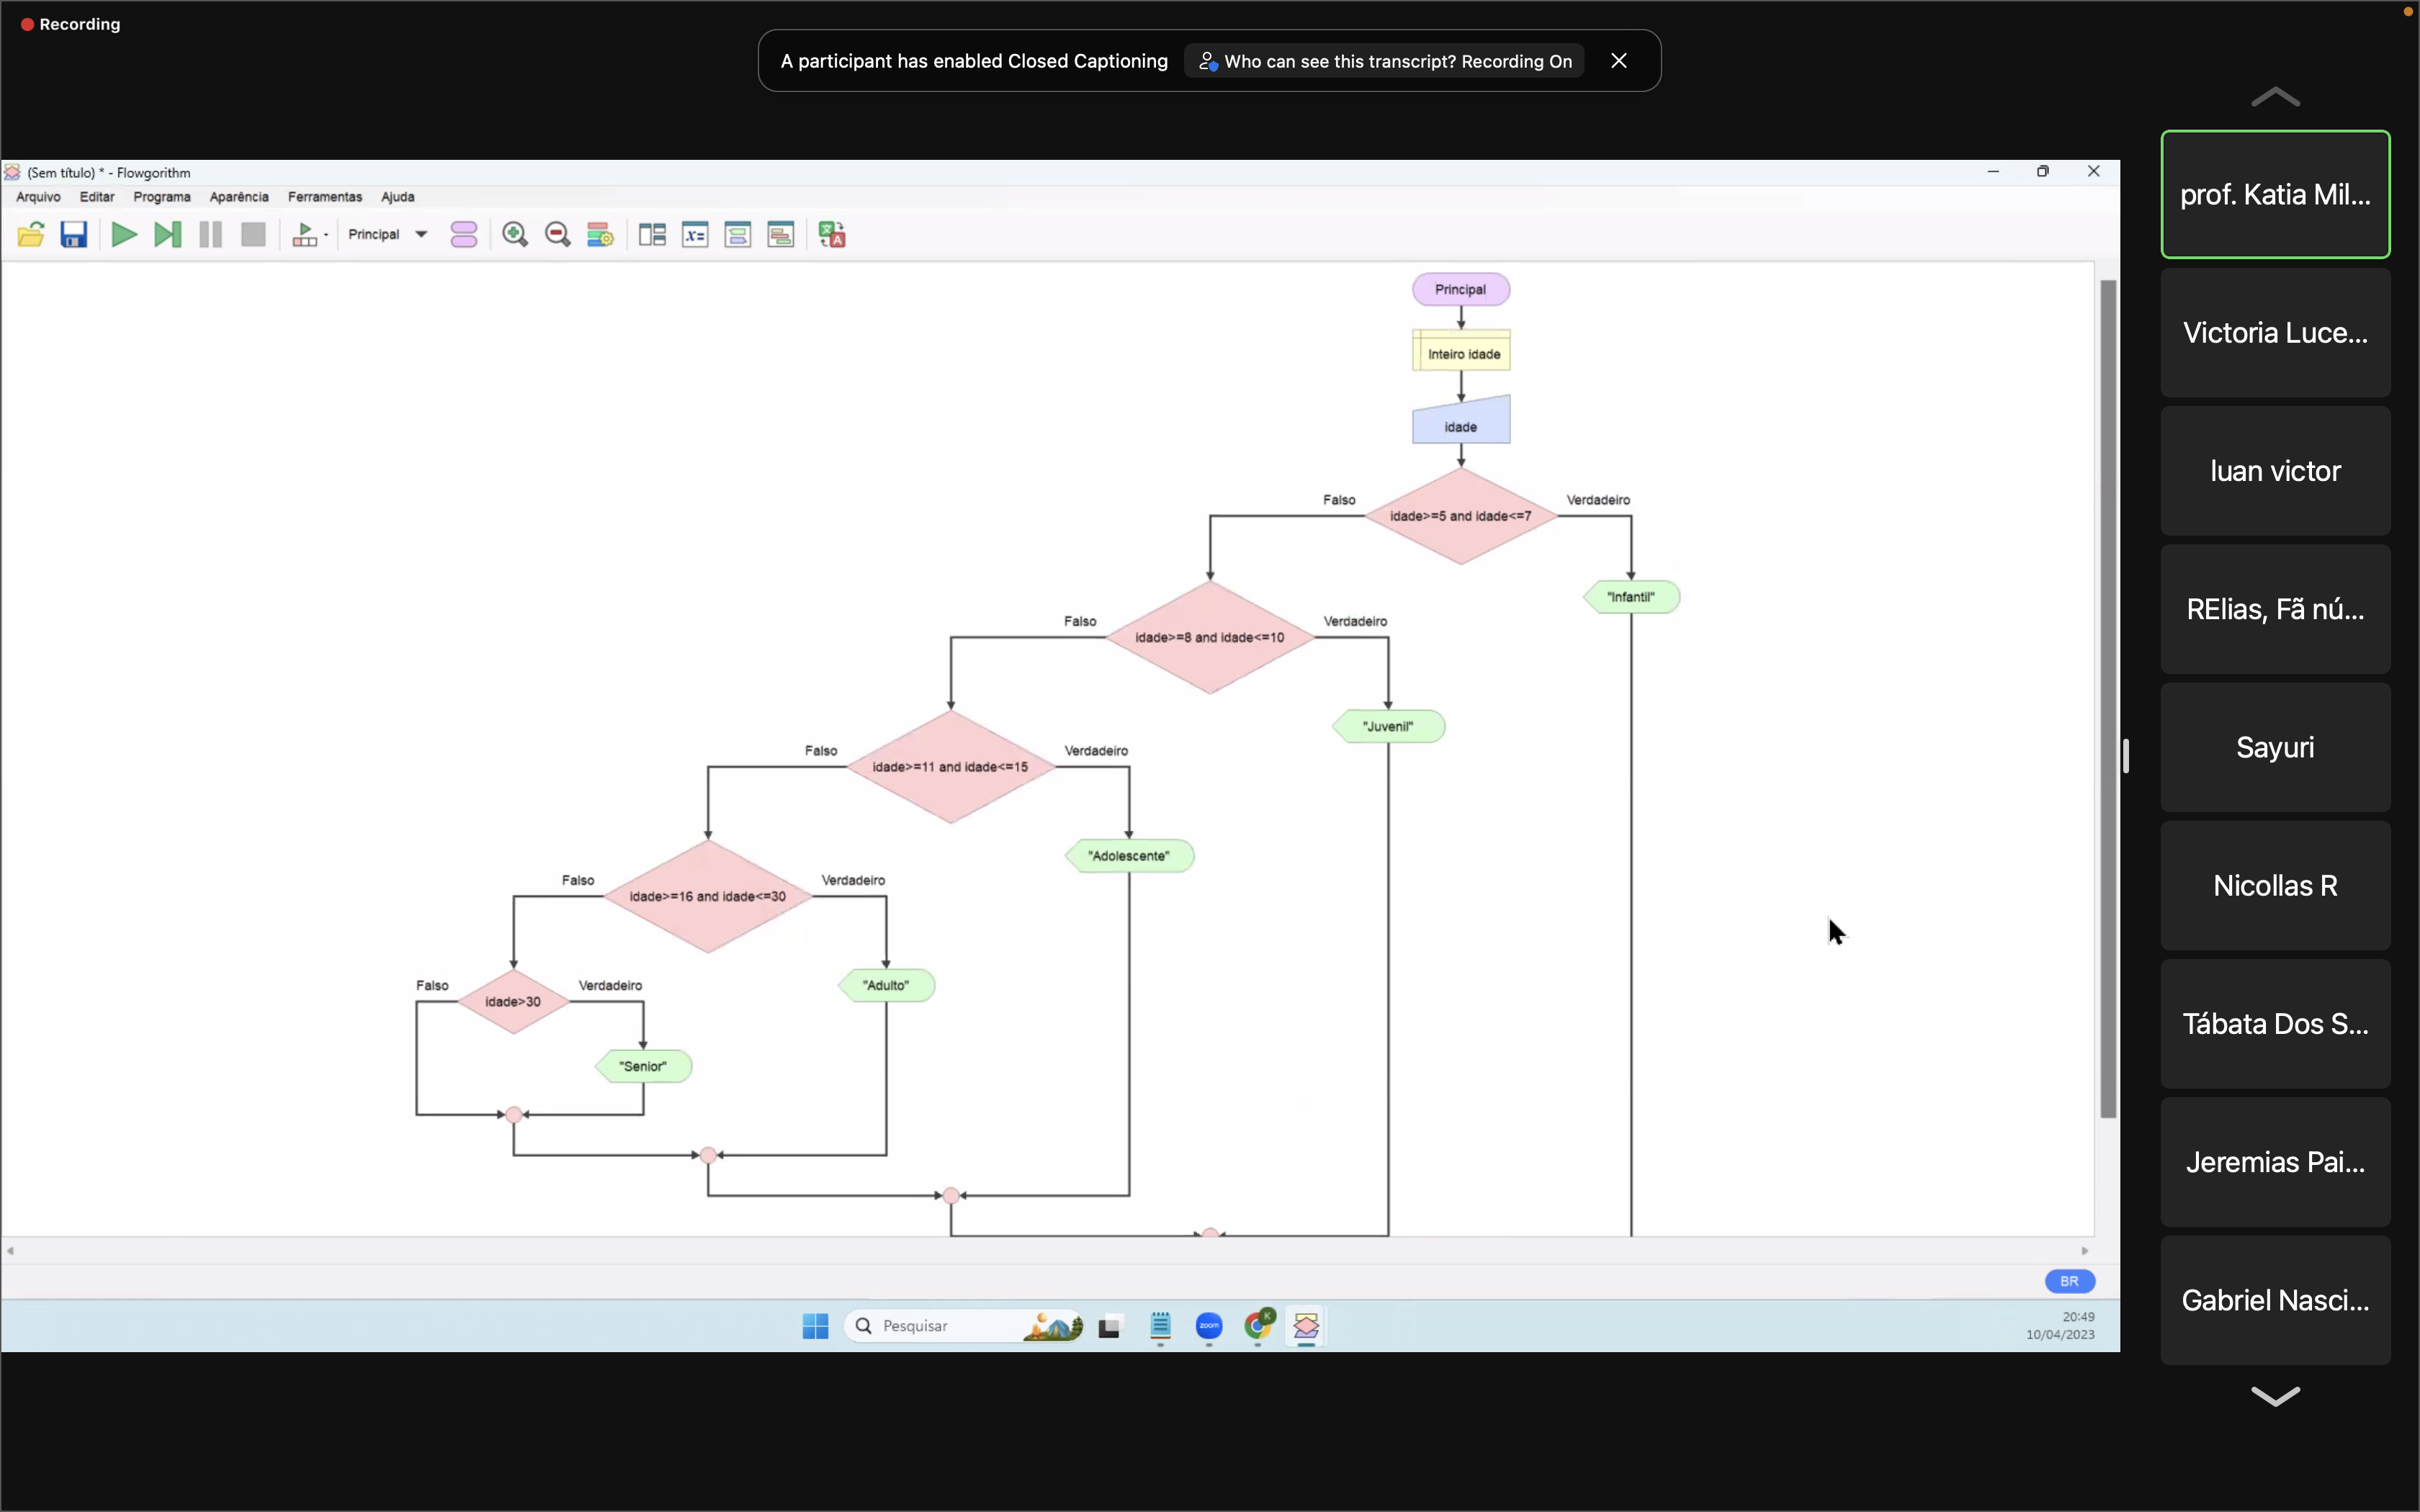 Recording
A participant has enabled Closed Captioning
Who can see this transcript? Recording On
(Sem título) * - Flowgorithm
Arquivo Editar Programa Aparência Ferramentas Ajuda
Principal
Principal
Inteiro idade
idade
Falso
idade>=5 and idade<=7
Verdadeiro
"Infantil"
Falso
idade>=8 and idade<=10
Verdadeiro
"Juvenil"
Falso
idade>=11 and idade<=15
Verdadeiro
"Adolescente"
Falso
idade>=16 and idade<=30
Verdadeiro
"Adulto"
Falso
idade>30
Verdadeiro
"Senior"
BR
Pesquisar
zoom
K
20:49
10/04/2023
prof. Katia Mil...
Victoria Luce...
luan victor
RElias, Fã nú...
Sayuri
Nicollas R
Tábata Dos S...
Jeremias Pai...
Gabriel Nasci...